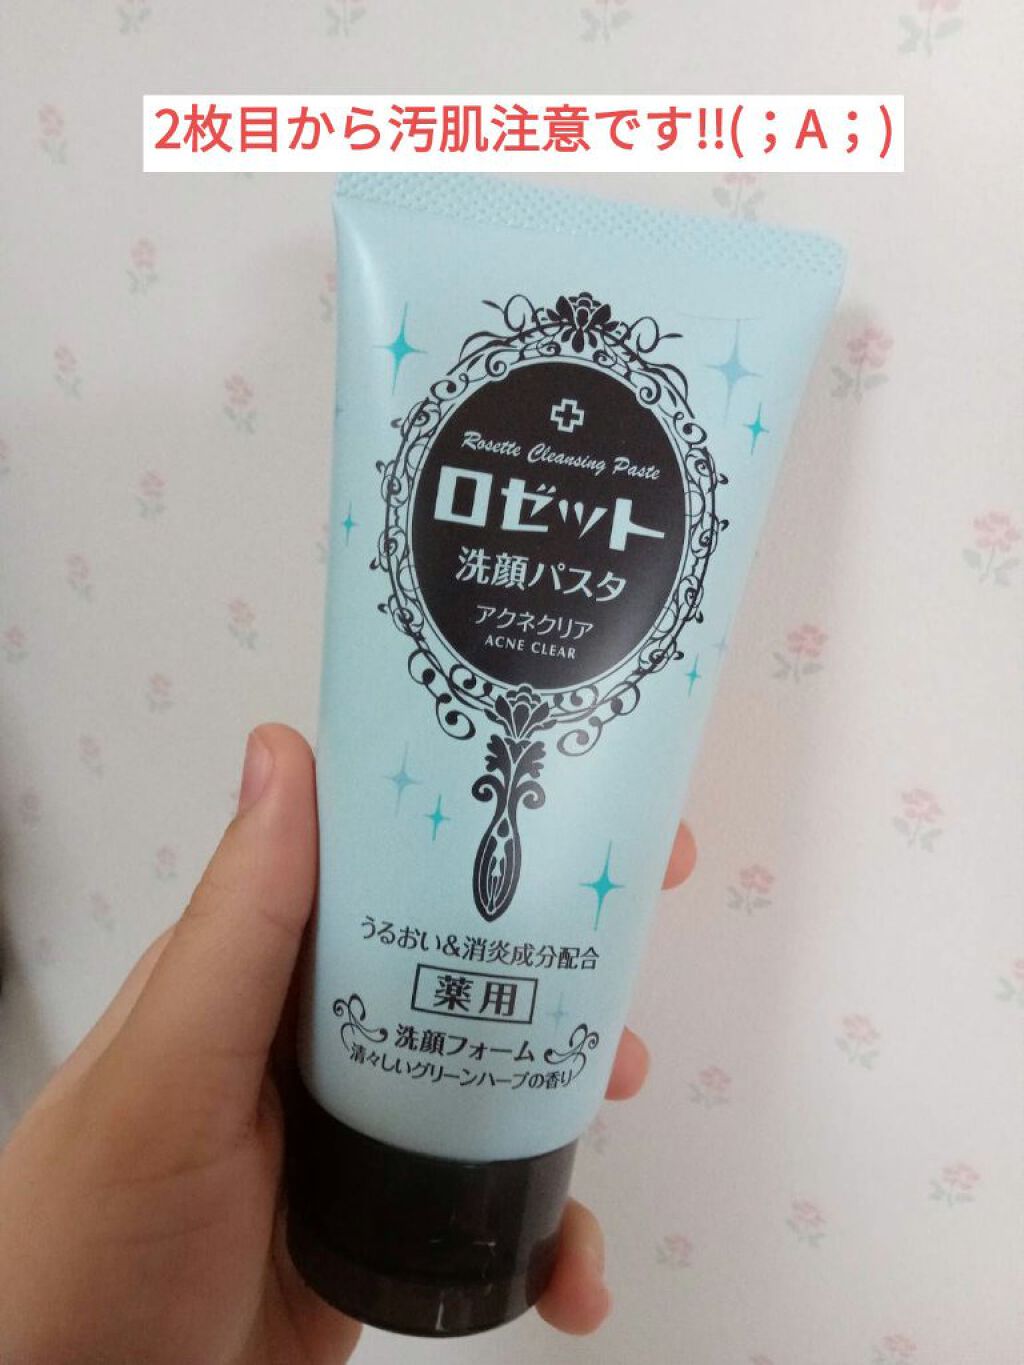 2枚目から汚肌注意です!!(；A；)
Rosette Cleansing Paste
ロゼット
洗顔パスタ
アクネクリア
ACNE CLEAR
うるおい&消炎成分配合
薬用
洗顔フォーム
清々しいグリーンハーブの香り